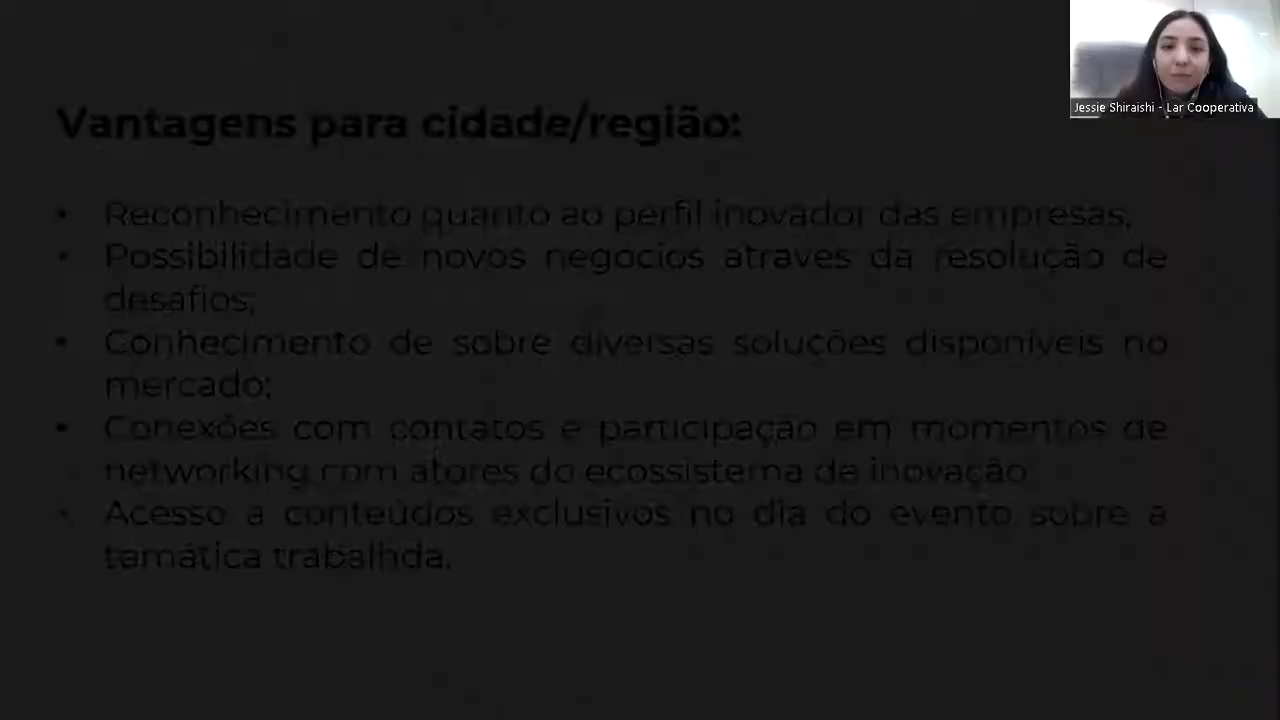 Jessie Shiraishi - Lar Cooperativa
Vantagens para cidade/região:
• Reconhecimento quanto ao perfil inovador das empresas;
• Possibilidade de novos negocios atraves da resolução de
desafios;
• Conhecimento de sobre diversas soluções disponíveis no
mercado;
• Conexões com contatos e participação em momentos de
networking com atores do ecossistema de inovação
• Acesso a conteúdos exclusivos no dia do evento sobre a
temática trabalhda.